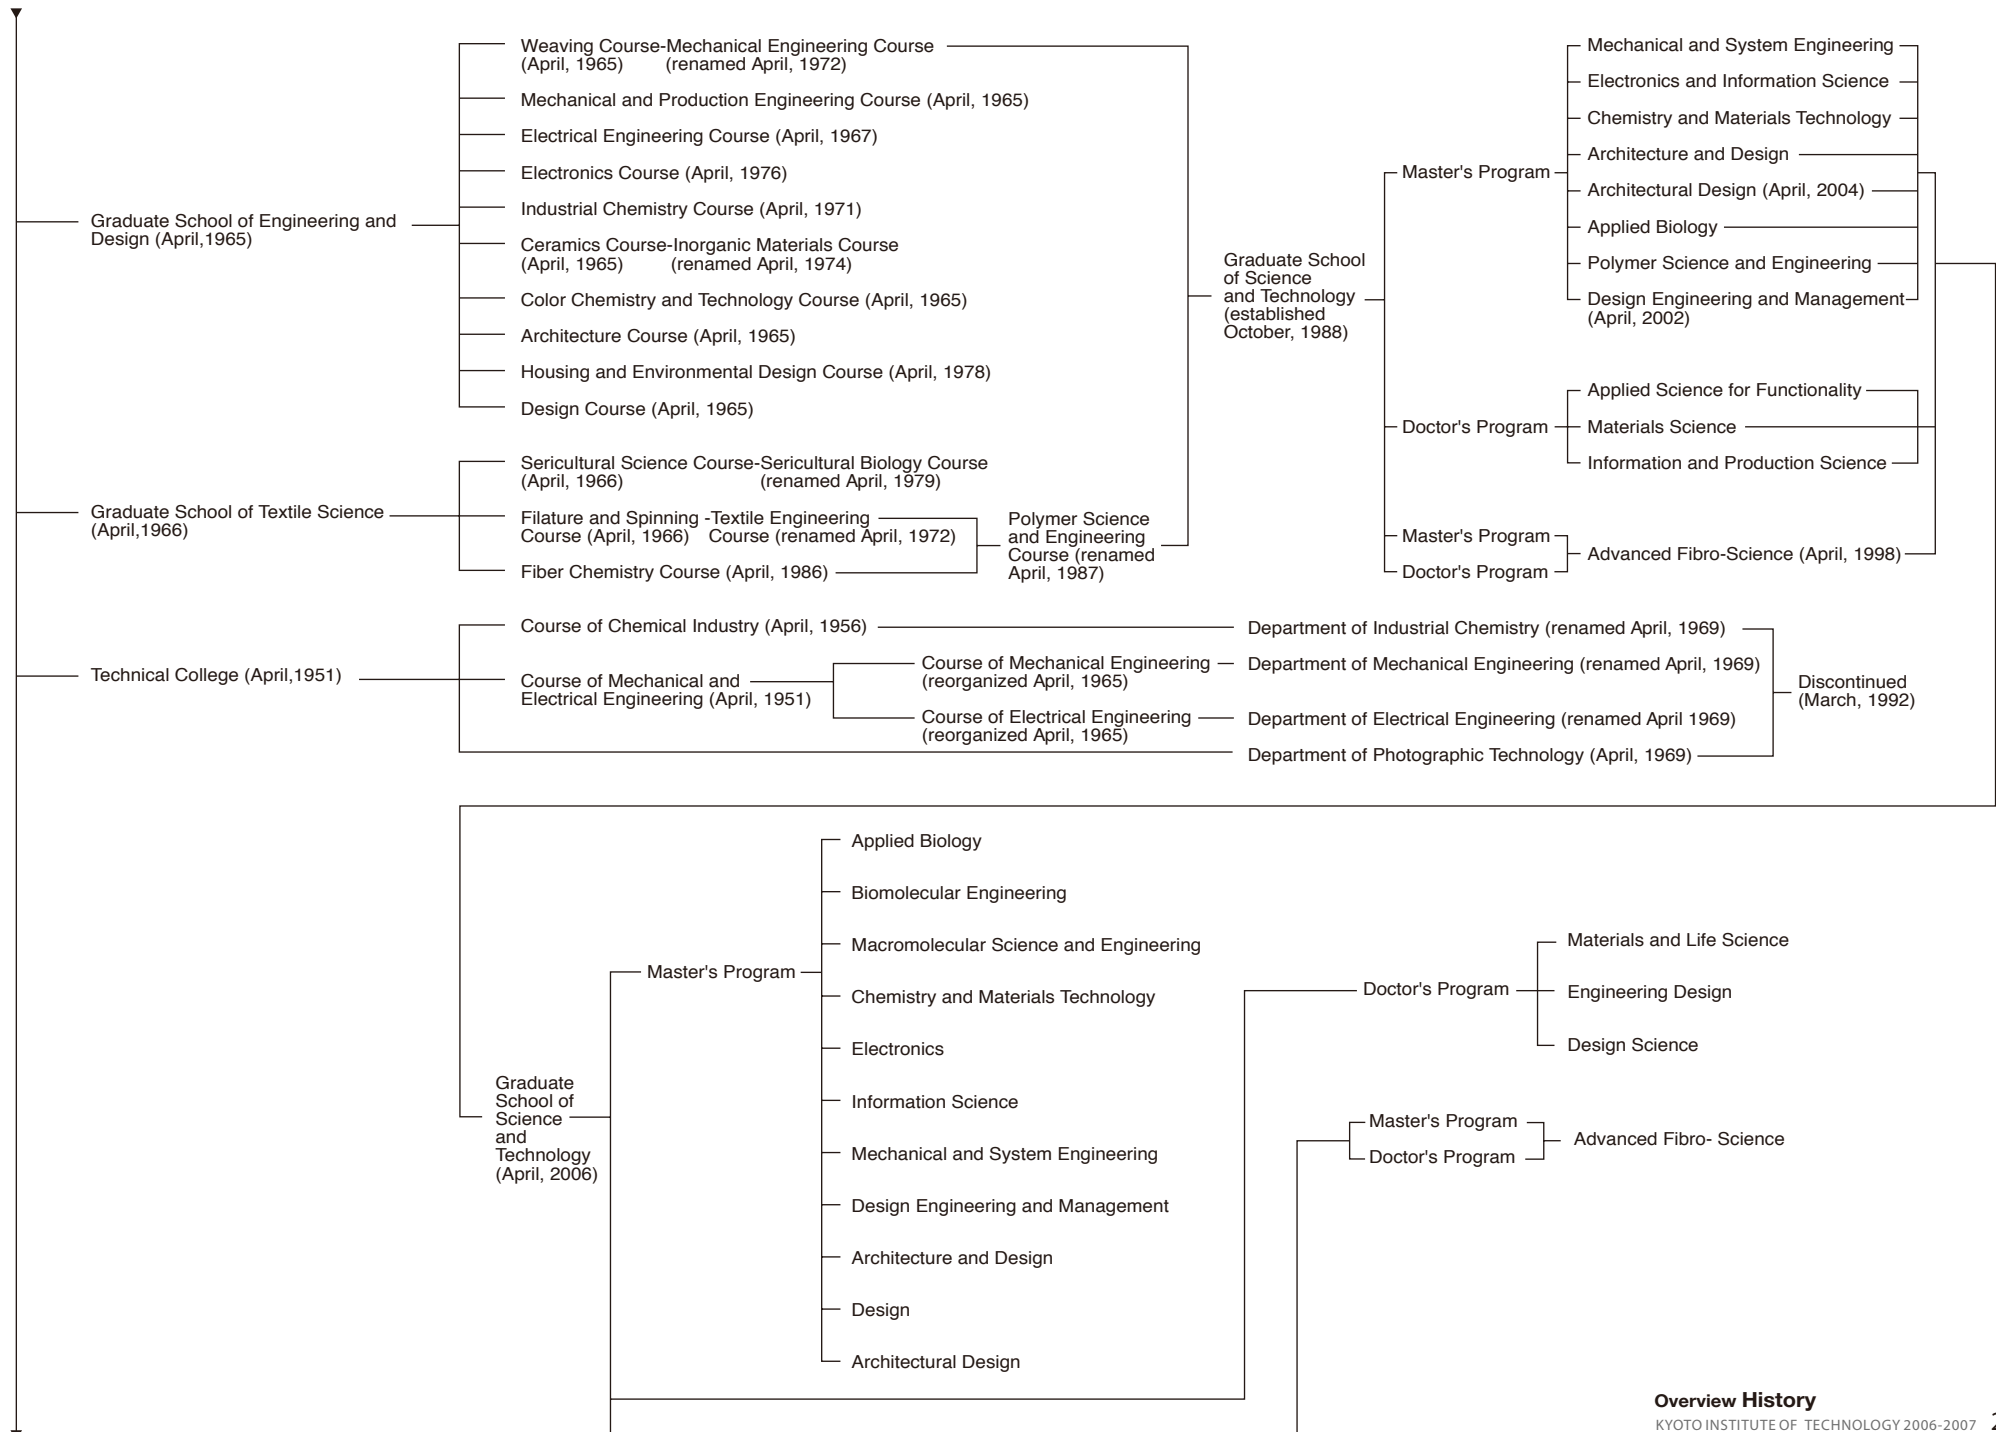 Graduate School of Engineering and
Design (April,1965)
Weaving Course-Mechanical Engineering Course
(April, 1965) (renamed April, 1972)
Mechanical and Production Engineering Course (April, 1965)
Electrical Engineering Course (April, 1967)
Electronics Course (April, 1976)
Industrial Chemistry Course (April, 1971)
Ceramics Course-Inorganic Materials Course
(April, 1965) (renamed April, 1974)
Color Chemistry and Technology Course (April, 1965)
Architecture Course (April, 1965)
Housing and Environmental Design Course (April, 1978)
Design Course (April, 1965)
Graduate School of Textile Science
(April,1966)
Sericultural Science Course-Sericultural Biology Course
(April, 1966) (renamed April, 1979)
Filature and Spinning -Textile Engineering
Course (April, 1966) Course (renamed April, 1972)
Fiber Chemistry Course (April, 1986)
Polymer Science
and Engineering
Course (renamed
April, 1987)
Graduate School
of Science
and Technology
(established
October, 1988)
Master's Program
Mechanical and System Engineering
Electronics and Information Science
Chemistry and Materials Technology
Architecture and Design
Architectural Design (April, 2004)
Applied Biology
Polymer Science and Engineering
Design Engineering and Management
(April, 2002)
Doctor's Program
Applied Science for Functionality
Materials Science
Information and Production Science
Master's Program
Doctor's Program
Advanced Fibro-Science (April, 1998)
Technical College (April,1951)
Course of Chemical Industry (April, 1956)
Course of Mechanical and
Electrical Engineering (April, 1951)
Course of Mechanical Engineering
(reorganized April, 1965)
Course of Electrical Engineering
(reorganized April, 1965)
Department of Industrial Chemistry (renamed April, 1969)
Department of Mechanical Engineering (renamed April, 1969)
Department of Electrical Engineering (renamed April 1969)
Department of Photographic Technology (April, 1969)
Discontinued
(March, 1992)
Graduate
School of
Science
and
Technology
(April, 2006)
Master's Program
Applied Biology
Biomolecular Engineering
Macromolecular Science and Engineering
Chemistry and Materials Technology
Electronics
Information Science
Mechanical and System Engineering
Design Engineering and Management
Architecture and Design
Design
Architectural Design
Doctor's Program
Materials and Life Science
Engineering Design
Design Science
Master's Program
Doctor's Program
Advanced Fibro- Science
Overview History
KYOTO INSTITUTE OF TECHNOLOGY 2006-2007